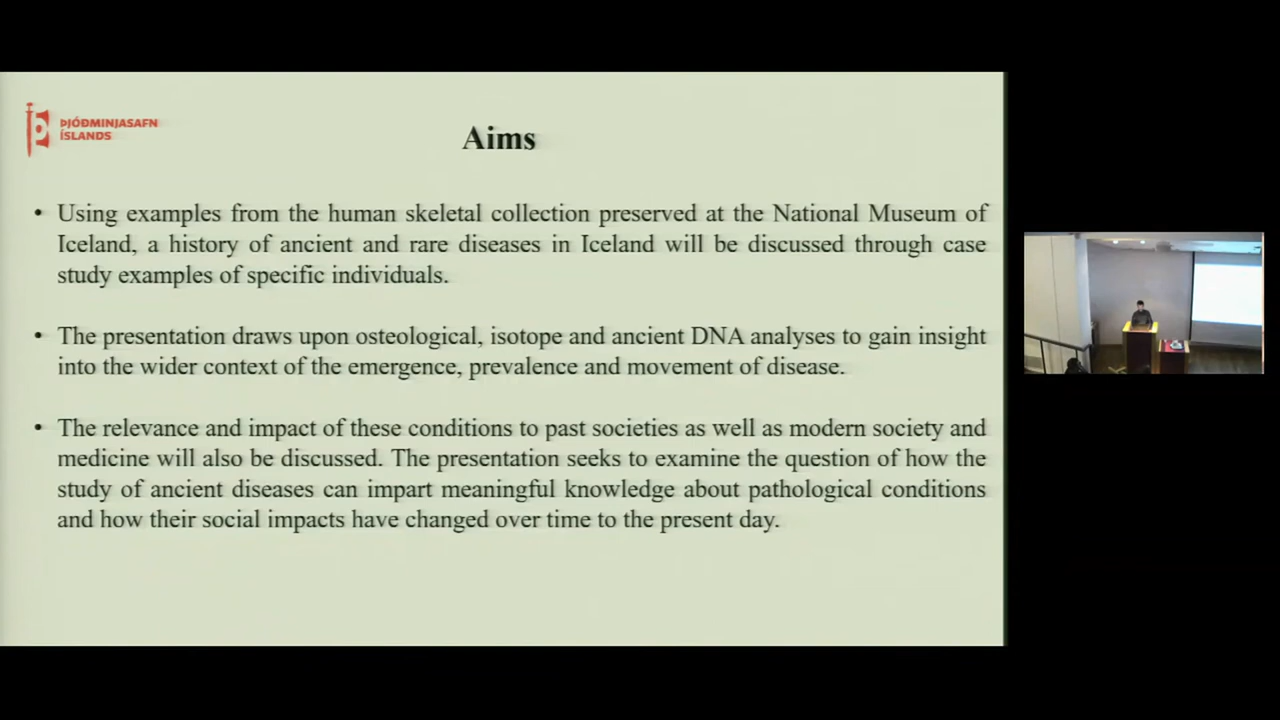 ÞJÓÐMINJASAFN
ÍSLANDS
Aims
• Using examples from the human skeletal collection preserved at the National Museum of
Iceland, a history of ancient and rare diseases in Iceland will be discussed through case
study examples of specific individuals.
• The presentation draws upon osteological, isotope and ancient DNA analyses to gain insight
into the wider context of the emergence, prevalence and movement of disease.
• The relevance and impact of these conditions to past societies as well as modern society and
medicine will also be discussed. The presentation seeks to examine the question of how the
study of ancient diseases can impart meaningful knowledge about pathological conditions
and how their social impacts have changed over time to the present day.